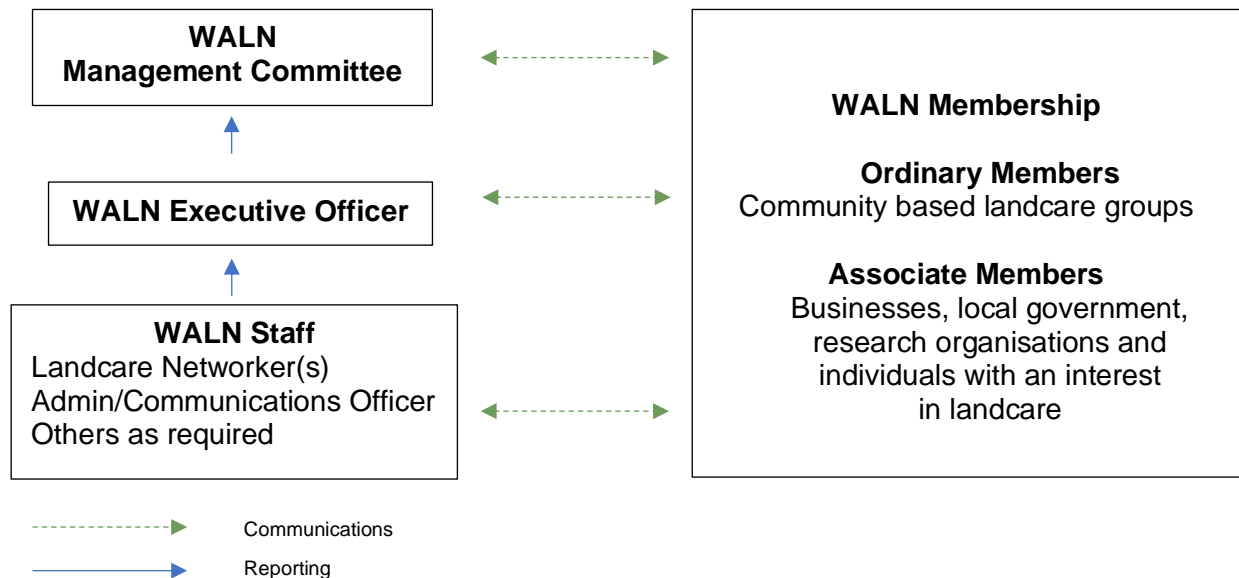 WALN
Management Committee
WALN Executive Officer
WALN Staff
Landcare Networker(s)
Admin/Communications Officer
Others as required
WALN Membership
Ordinary Members
Community based landcare groups
Associate Members
Businesses, local government,
research organisations and
individuals with an interest
in landcare
Communications
Reporting